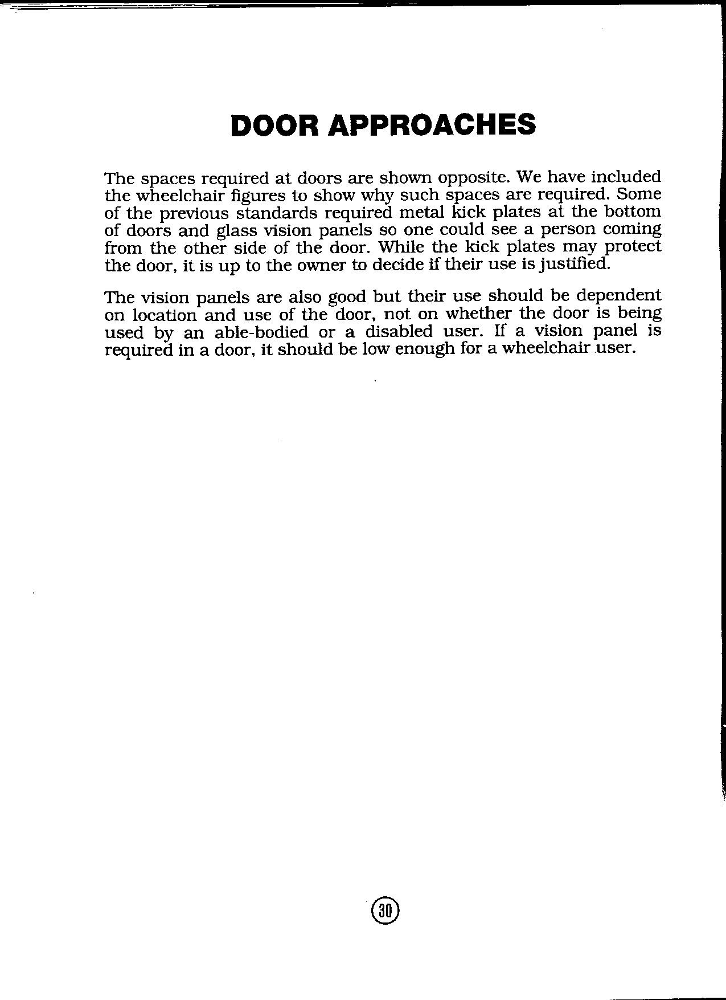 DOOR APPROACHES
The spaces required at doors are shown opposite. We have included
the wheelchair figures to show why such spaces are required. Some
of the previous standards required metal kick plates at the bottom
of doors and glass vision panels so one could see a person coming
from the other side of the door. While the kick plates may protect
the door, it is up to the owner to decide if their use is justified.
The vision panels are also good but their use should be dependent
on location and use of the door, not on whether the door is being
used by an able-bodied or a disabled user. If a vision panel is
required in a door, it should be low enough for a wheelchair user.
30